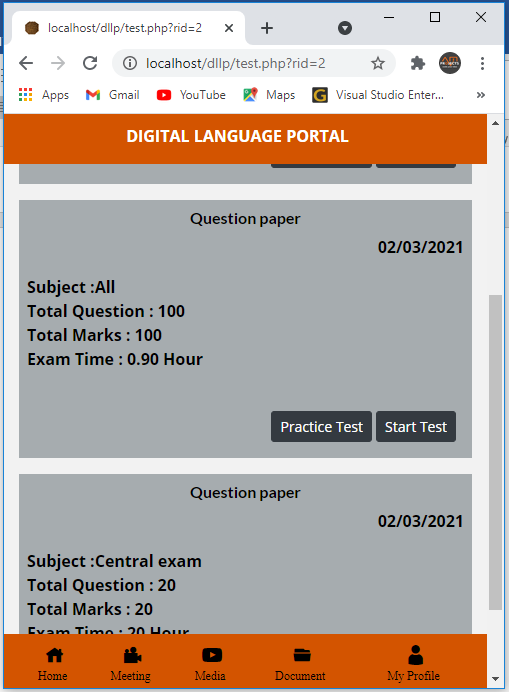 localhost/dllp/test.php?rid=2
localhost/dllp/test.php?rid=2
Apps Gmail YouTube Maps Visual Studio Enter... »
DIGITAL LANGUAGE PORTAL
Question paper
02/03/2021
Subject :All
Total Question : 100
Total Marks : 100
Exam Time : 0.90 Hour
Practice Test Start Test
Question paper
02/03/2021
Subject :Central exam
Total Question : 20
Total Marks : 20
Exam Time : 20 Hour
Home Meeting Media Document My Profile